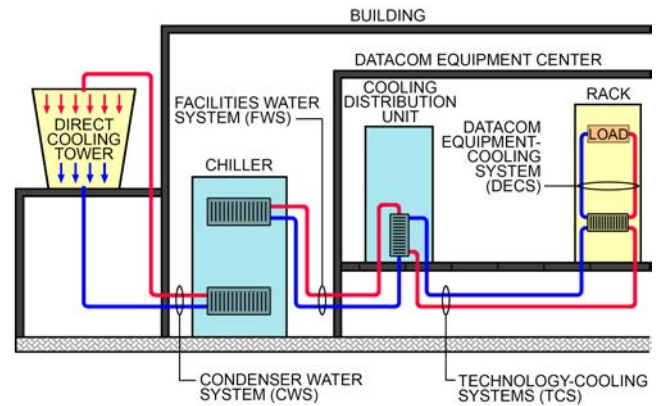 BUILDING
DATACOM EQUIPMENT CENTER
DIRECT
COOLING
TOWER
FACILITIES WATER
SYSTEM (FWS)
CHILLER
COOLING
DISTRIBUTION
UNIT
DATACOM
EQUIPMENT-
COOLING
SYSTEM
(DECS)
RACK
LOAD
CONDENSER WATER
SYSTEM (CWS)
TECHNOLOGY-COOLING
SYSTEMS (TCS)